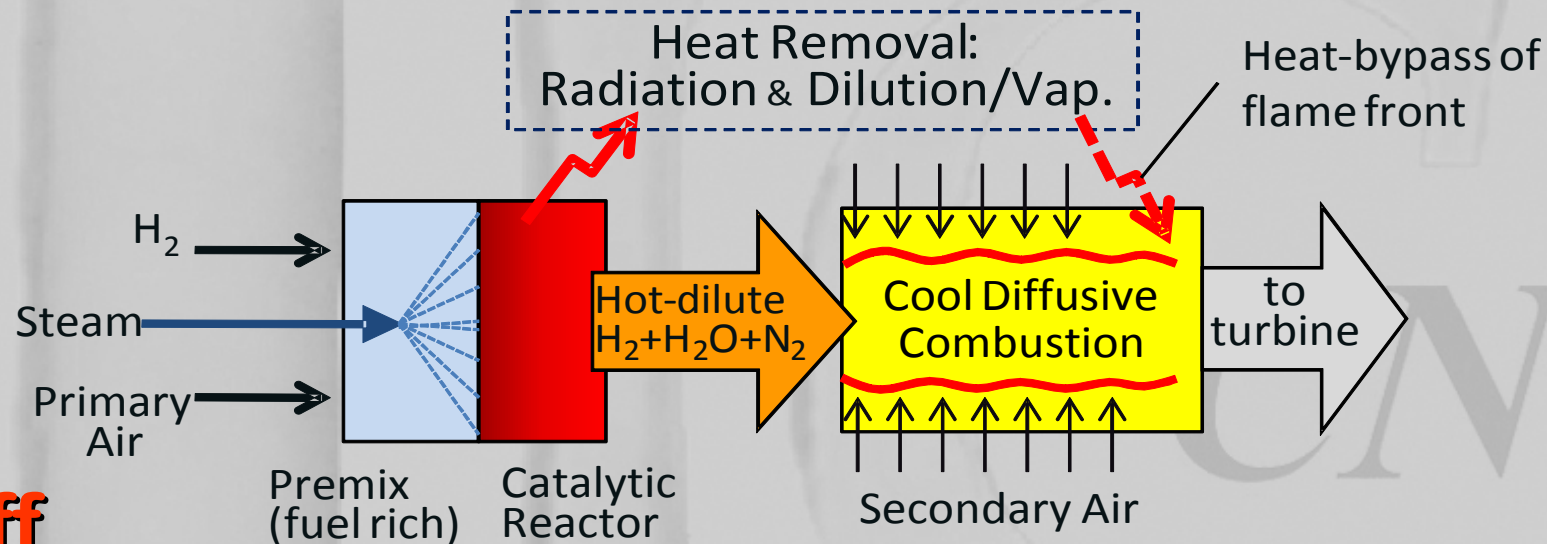 Heat Removal:
Radiation & Dilution/Vap.
Heat-bypass of
flame front
H₂
Steam
Primary
Air
Hot-dilute
H₂+H₂O+N₂
Cool Diffusive
Combustion
to
turbine
Premix
(fuel rich)
Catalytic
Reactor
Secondary Air
ff
CN